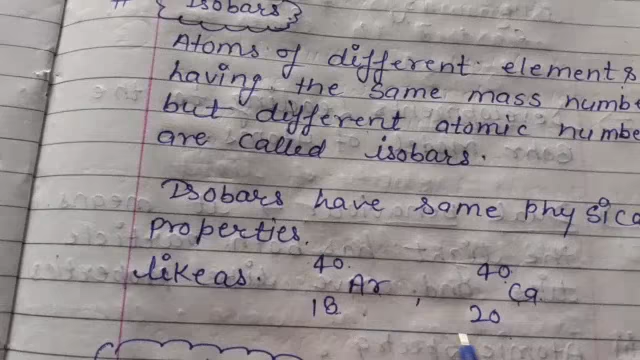 # {Isobars}
Atoms of different elements
having the same mass numbe
but different atomic numbe
are called isobars.
Isobars have same physica
properties.
like as. 40 Ar 18, 40 Ca 20